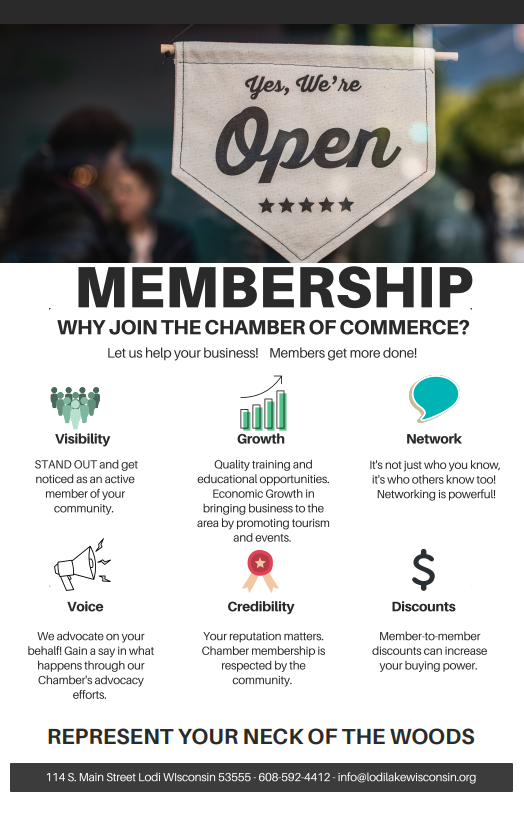 Yes, We're
Open
MEMBERSHIP
WHY JOIN THE CHAMBER OF COMMERCE?
Let us help your business! Members get more done!
Visibility
STAND OUT and get
noticed as an active
member of your
community.
Growth
Quality training and
educational opportunities.
Economic Growth in
bringing business to the
area by promoting tourism
and events.
Network
It's not just who you know,
it's who others know too!
Networking is powerful!
Voice
We advocate on your
behalf! Gain a say in what
happens through our
Chamber's advocacy
efforts.
Credibility
Your reputation matters.
Chamber membership is
respected by the
community.
$
Discounts
Member-to-member
discounts can increase
your buying power.
REPRESENT YOUR NECK OF THE WOODS
114 S. Main Street Lodi WIsconsin 53555 - 608-592-4412 - info@lodilakewisconsin.org